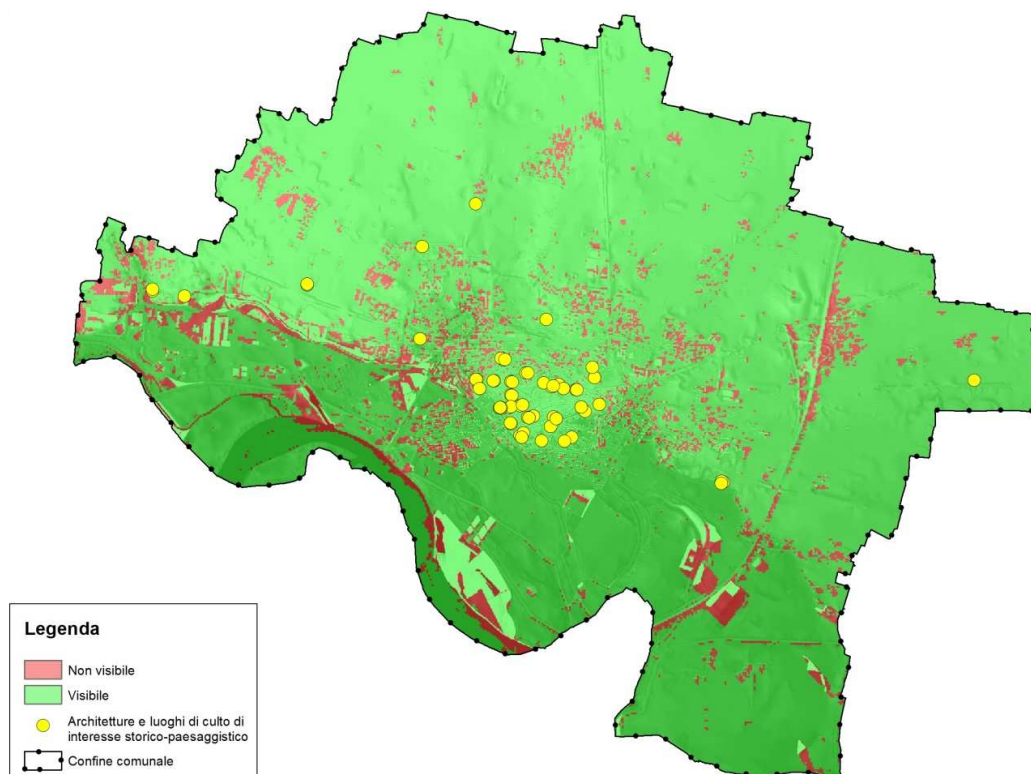 Legenda
Non visibile
Visibile
Architetture e luoghi di culto di
interesse storico-paesaggistico
Confine comunale